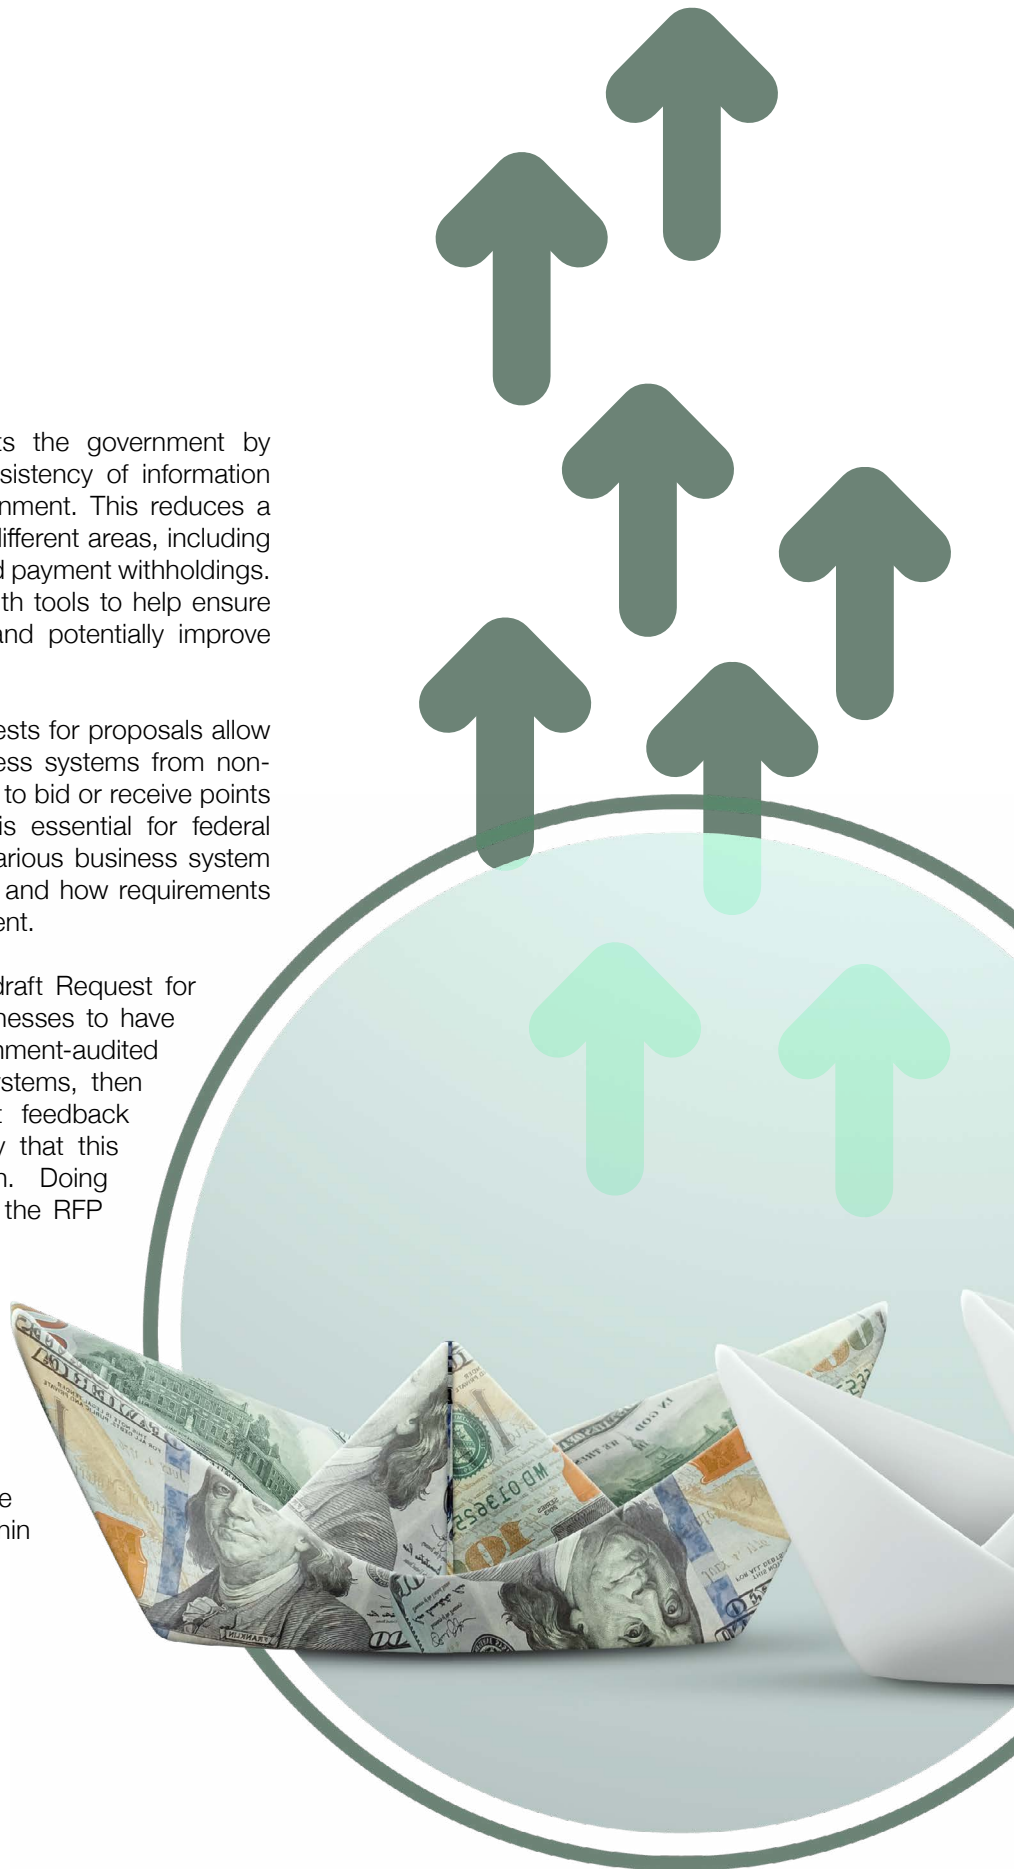 ts the government by
sistency of information
nment. This reduces a
different areas, including
d payment withholdings.
th tools to help ensure
and potentially improve
ests for proposals allow
ess systems from non-
to bid or receive points
is essential for federal
arious business system
and how requirements
ent.
draft Request for
nesses to have
nment-audited
stems, then
t feedback
y that this
n. Doing
the RFP
e
hin
FRANKLIN